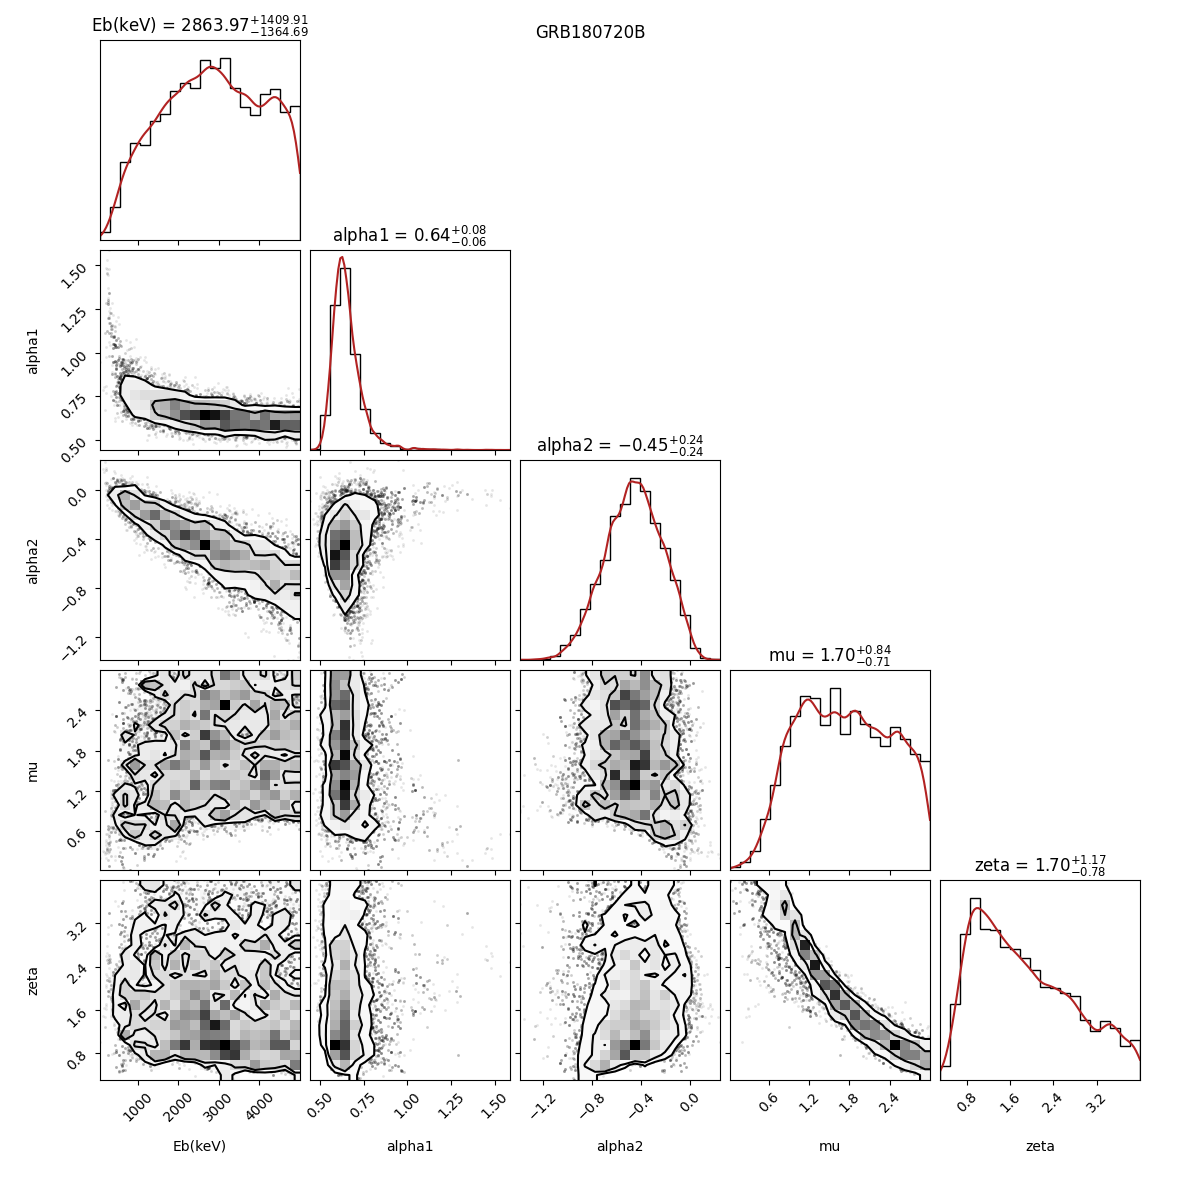 GRB180720B
Eb(keV) = 2863.97+1409.91 −1364.69
alpha1 = 0.64+0.08 −0.06
1.50
1.25
1.00
0.75
0.50
alpha1
alpha2 = −0.45+0.24 −0.24
0.0
−0.4
−0.8
−1.2
alpha2
mu = 1.70+0.84 −0.71
2.4
1.8
1.2
0.6
mu
zeta = 1.70+1.17 −0.78
3.2
2.4
1.6
0.8
zeta
1000 2000 3000 4000
0.50 0.75 1.00 1.25 1.50
−1.2 −0.8 −0.4 0.0
0.6 1.2 1.8 2.4
0.8 1.6 2.4 3.2
Eb(keV) alpha1 alpha2 mu zeta